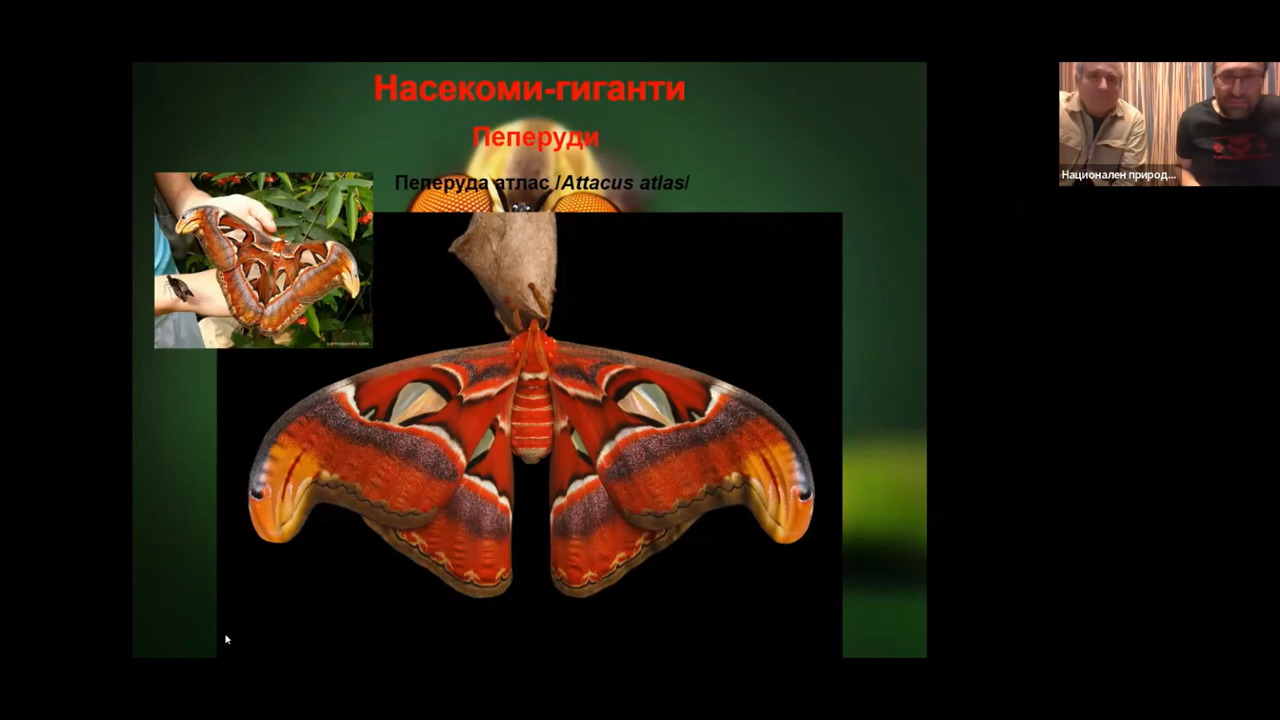 Насекоми-гиганти
Пеперуди
Пеперуда атлас /Attacus atlas/
Национален природ...